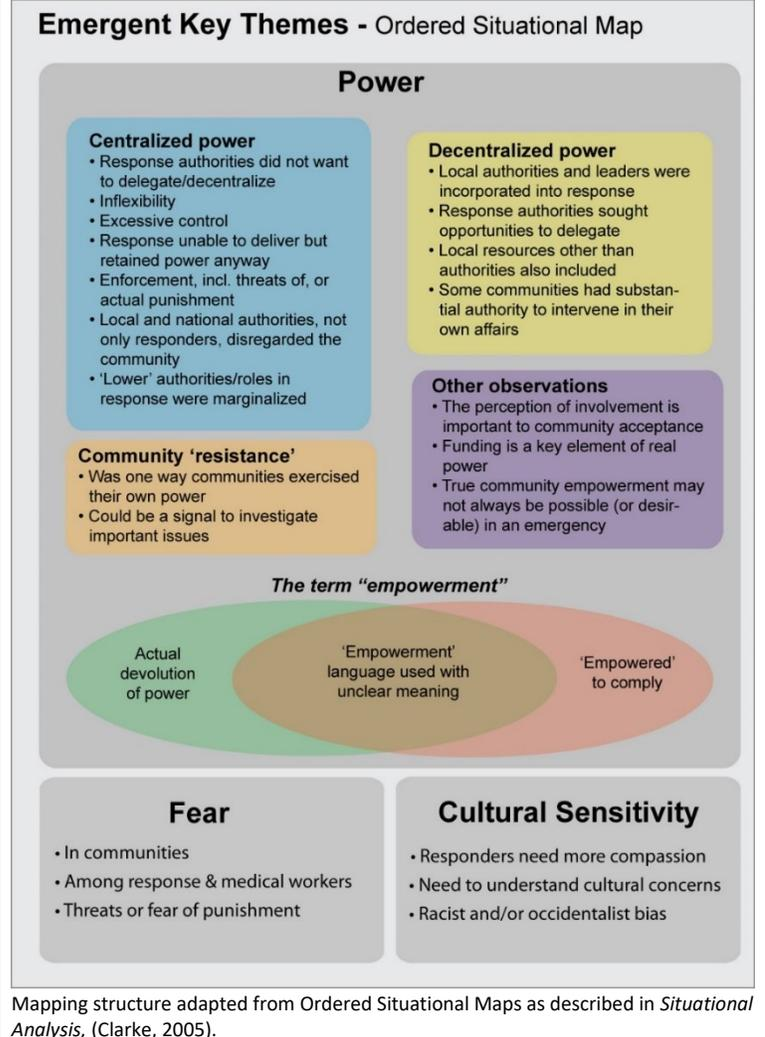 Emergent Key Themes - Ordered Situational Map
Power
Centralized power
• Response authorities did not want
to delegate/decentralize
• Inflexibility
• Excessive control
• Response unable to deliver but
retained power anyway
• Enforcement, incl. threats of, or
actual punishment
• Local and national authorities, not
only responders, disregarded the
community
• ‘Lower’ authorities/roles in
response were marginalized
Decentralized power
• Local authorities and leaders were
incorporated into response
• Response authorities sought
opportunities to delegate
• Local resources other than
authorities also included
• Some communities had substan-
tial authority to intervene in their
own affairs
Community ‘resistance’
• Was one way communities exercised
their own power
• Could be a signal to investigate
important issues
Other observations
• The perception of involvement is
important to community acceptance
• Funding is a key element of real
power
• True community empowerment may
not always be possible (or desir-
able) in an emergency
The term “empowerment”
Actual
devolution
of power
‘Empowerment’
language used with
unclear meaning
‘Empowered’
to comply
Fear
• In communities
• Among response & medical workers
• Threats or fear of punishment
Cultural Sensitivity
• Responders need more compassion
• Need to understand cultural concerns
• Racist and/or occidentalist bias
Mapping structure adapted from Ordered Situational Maps as described in Situational
Analysis, (Clarke, 2005).